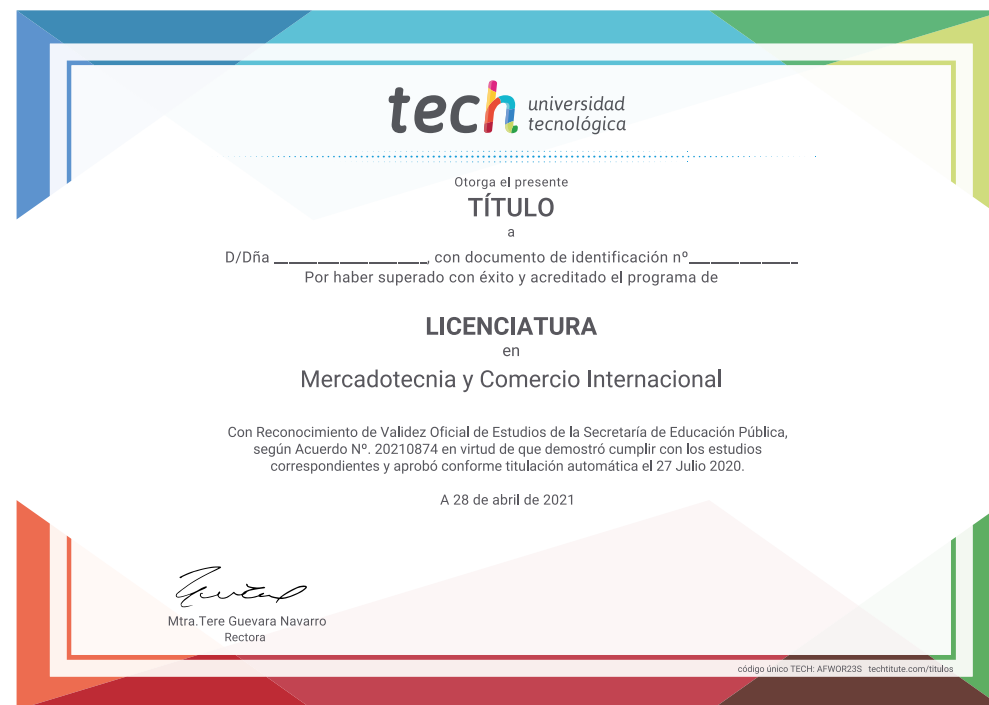 tech universidad
tecnológica
Otorga el presente
TÍTULO
a
D/Dña ____________________, con documento de identificación nº______________
Por haber superado con éxito y acreditado el programa de
LICENCIATURA
en
Mercadotecnia y Comercio Internacional
Con Reconocimiento de Validez Oficial de Estudios de la Secretaría de Educación Pública,
según Acuerdo Nº. 20210874 en virtud de que demostró cumplir con los estudios
correspondientes y aprobó conforme titulación automática el 27 Julio 2020.
A 28 de abril de 2021
Mtra.Tere Guevara Navarro
Rectora
código único TECH: AFWOR23S techtitute.com/titulos